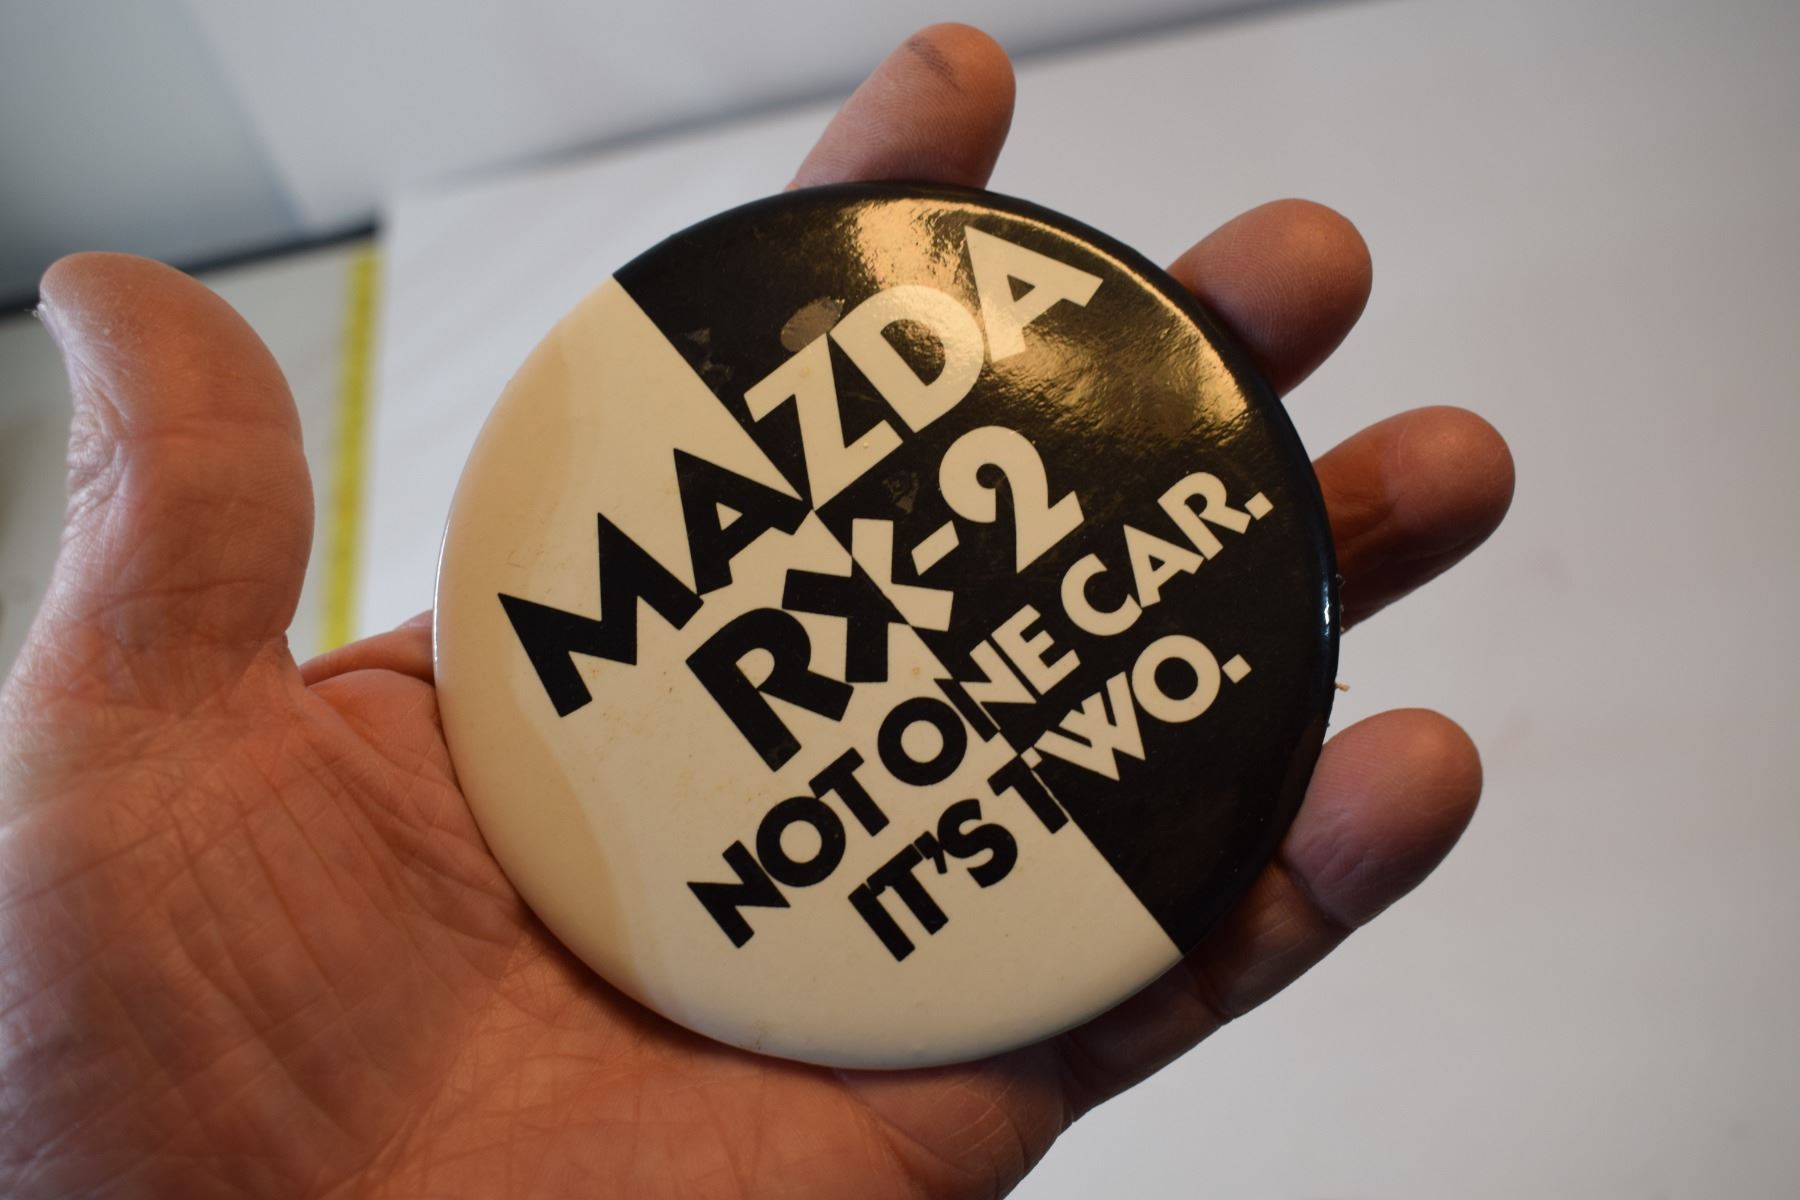 MAZDA
RX-2
NOT ONE CAR.
IT'S TWO.